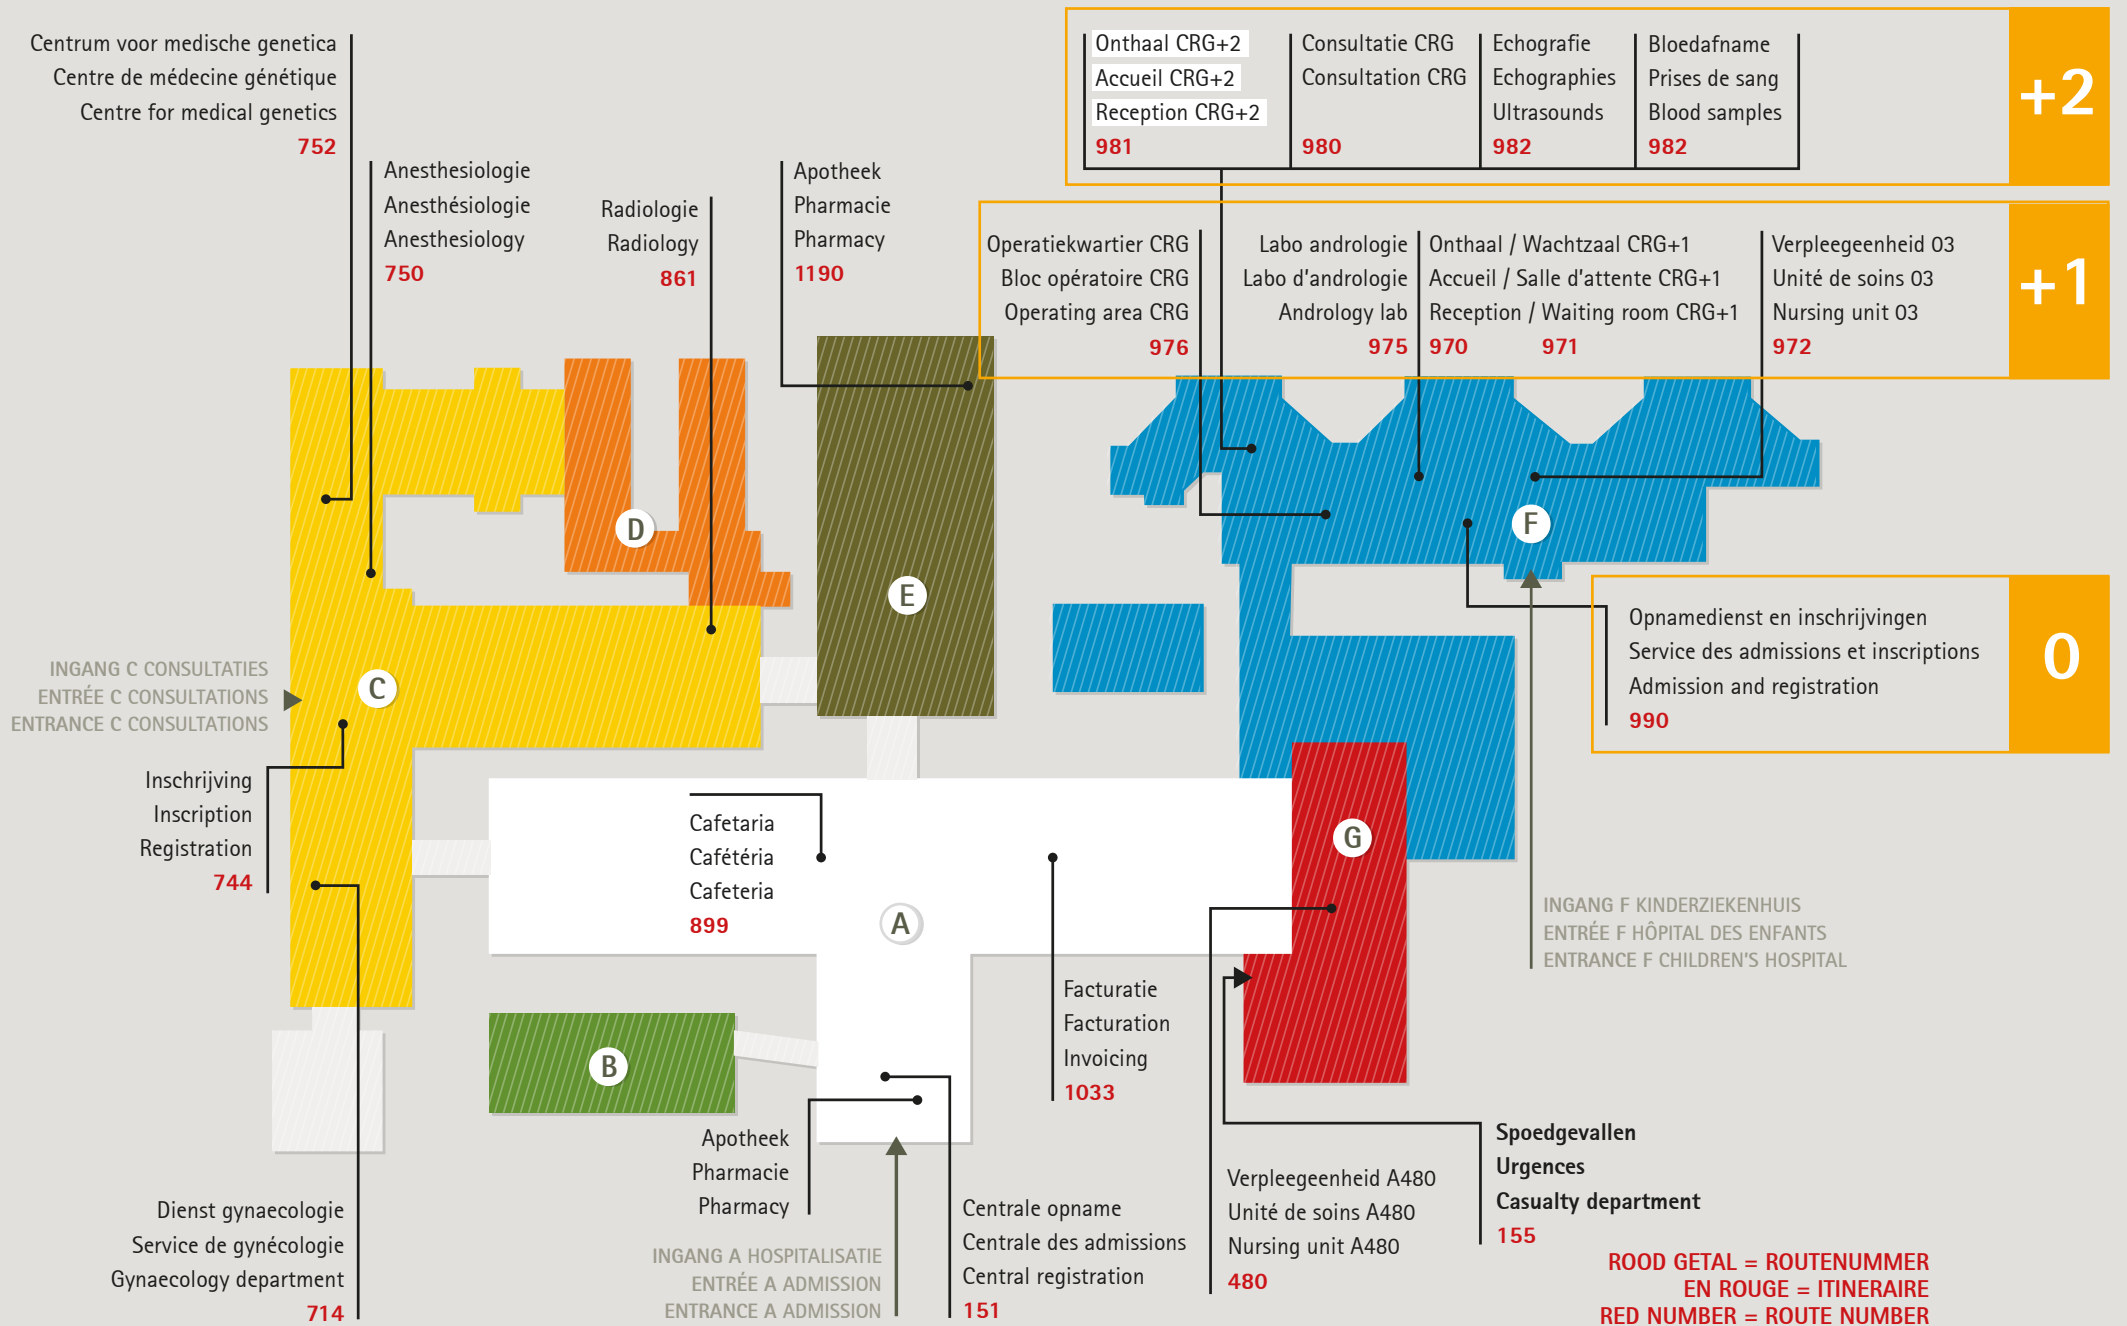 Centrum voor medische genetica
Centre de médecine génétique
Centre for medical genetics
752
Anesthesiologie
Anesthésiologie
Anesthesiology
750
Radiologie
Radiology
861
Apotheek
Pharmacie
Pharmacy
1190
Onthaal CRG+2
Accueil CRG+2
Reception CRG+2
981
Consultatie CRG
Consultation CRG
980
Echografie
Echographies
Ultrasounds
982
Bloedafname
Prises de sang
Blood samples
982
+2
Operatiekwartier CRG
Bloc opératoire CRG
Operating area CRG
976
Labo andrologie
Labo d'andrologie
Andrology lab
975
Onthaal / Wachtzaal CRG+1
Accueil / Salle d'attente CRG+1
Reception / Waiting room CRG+1
970 971
Verpleegeenheid 03
Unité de soins 03
Nursing unit 03
972
+1
D
E
F
C
INGANG C CONSULTATIES
ENTRÉE C CONSULTATIONS
ENTRANCE C CONSULTATIONS
Opnamedienst en inschrijvingen
Service des admissions et inscriptions
Admission and registration
990
0
Inschrijving
Inscription
Registration
744
Cafetaria
Cafétéria
Cafeteria
899
A
G
INGANG F KINDERZIEKENHUIS
ENTRÉE F HÔPITAL DES ENFANTS
ENTRANCE F CHILDREN'S HOSPITAL
Facturatie
Facturation
Invoicing
1033
B
Apotheek
Pharmacie
Pharmacy
Dienst gynaecologie
Service de gynécologie
Gynaecology department
714
INGANG A HOSPITALISATIE
ENTRÉE A ADMISSION
ENTRANCE A ADMISSION
Centrale opname
Centrale des admissions
Central registration
151
Verpleegeenheid A480
Unité de soins A480
Nursing unit A480
480
Spoedgevallen
Urgences
Casualty department
155
ROOD GETAL = ROUTENUMMER
EN ROUGE = ITINERAIRE
RED NUMBER = ROUTE NUMBER